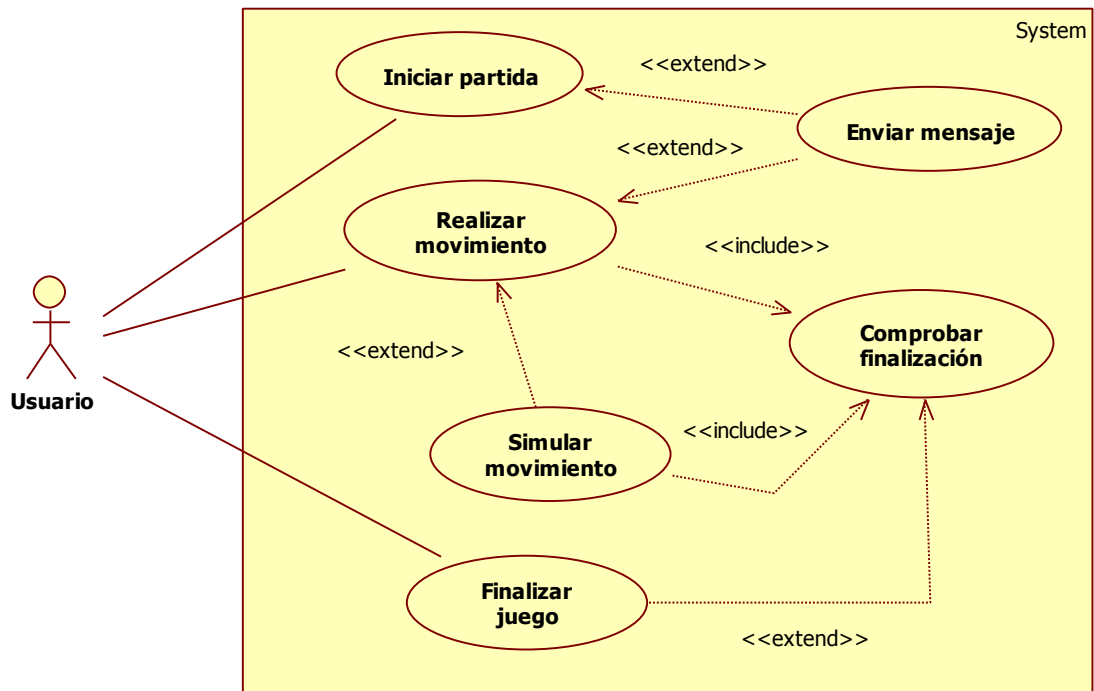 System
Iniciar partida
<<extend>>
Enviar mensaje
<<extend>>
Realizar
movimiento
<<include>>
Comprobar
finalización
<<extend>>
Usuario
Simular
movimiento
<<include>>
Finalizar
juego
<<extend>>